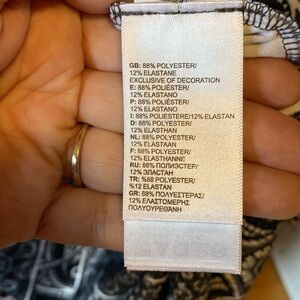 GB: 88% POLYESTER/
12% ELASTANE
EXCLUSIVE OF DECORATION
E: 88% POLIÉSTER/
12% ELASTANO
P: 88% POLIÉSTER/
12% ELASTANO
I: 88% POLIESTERE/12% ELASTAN
D: 88% POLYESTER/
12% ELASTHAN
NL: 88% POLYESTER/
12% ELASTAAN
F: 88% POLYESTER/
12% ELASTHANNE
RU: 88% ПОЛИЭСТЕР/
12% ЭЛАСТАН
TR: %88 POLYESTER/
%12 ELASTAN
GR: 88% ΠΟΛΥΕΣΤΕΡΑΣ/
12% ΕΛΑΣΤΟΜΕΡΗΣ
ΠΟΛΥΟΥΡΕΘΑΝΗ